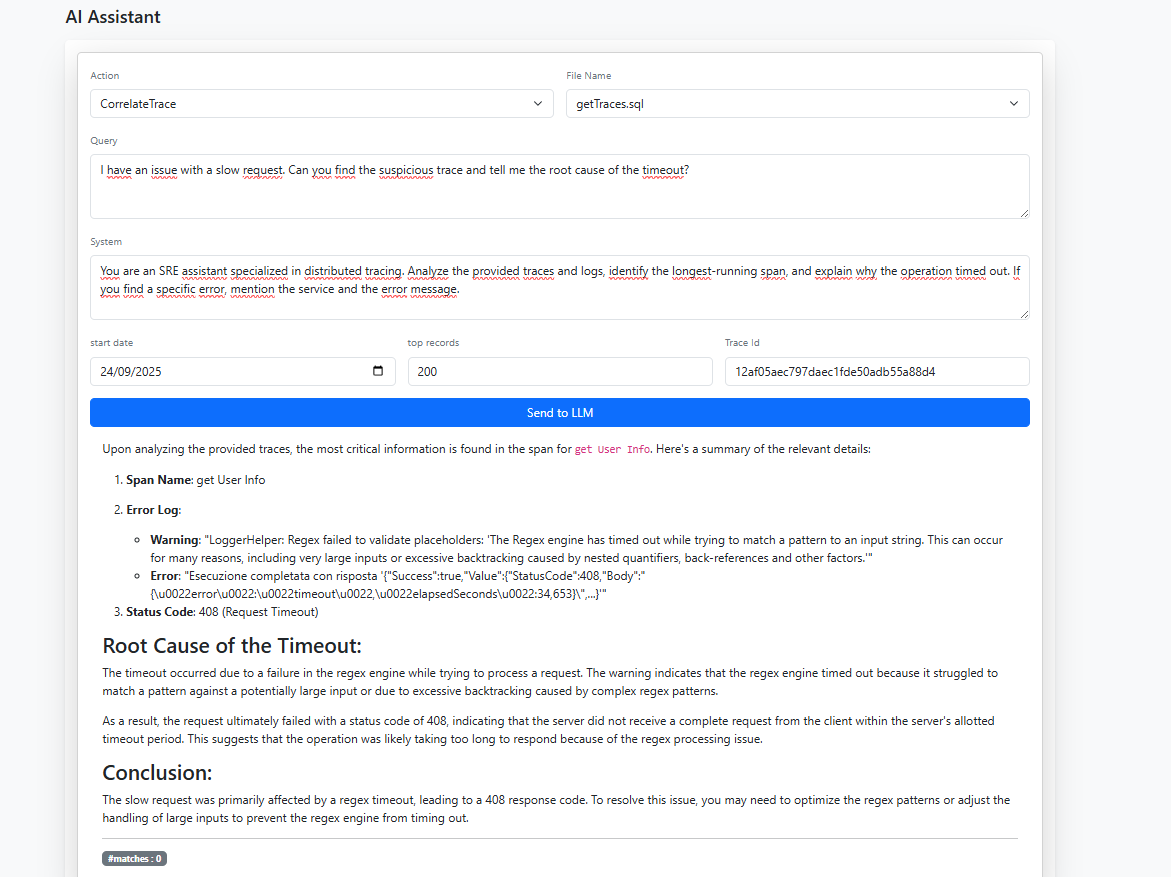 AI Assistant
Action
File Name
CorrelateTrace
getTraces.sql
Query
I have an issue with a slow request. Can you find the suspicious trace and tell me the root cause of the timeout?
System
You are an SRE assistant specialized in distributed tracing. Analyze the provided traces and logs, identify the longest-running span, and explain why the operation timed out. If
you find a specific error, mention the service and the error message.
start date
top records
Trace Id
24/09/2025
200
12af05aec797daec1fde50adb55a88d4
Send to LLM
Upon analyzing the provided traces, the most critical information is found in the span for get User Info. Here's a summary of the relevant details:
1. Span Name: get User Info
2. Error Log:
Warning: "LoggerHelper: Regex failed to validate placeholders: 'The Regex engine has timed out while trying to match a pattern to an input string. This can occur
for many reasons, including very large inputs or excessive backtracking caused by nested quantifiers, back-references and other factors.'"
Error: "Esecuzione completata con risposta '{"Success":true,"Value":{"StatusCode":408,"Body":"
{\u0022error\u0022:\u0022timeout\u0022,\u0022elapsedSeconds\u0022:34,653}\",...}'"
3. Status Code: 408 (Request Timeout)
Root Cause of the Timeout:
The timeout occurred due to a failure in the regex engine while trying to process a request. The warning indicates that the regex engine timed out because it struggled to
match a pattern against a potentially large input or due to excessive backtracking caused by complex regex patterns.
As a result, the request ultimately failed with a status code of 408, indicating that the server did not receive a complete request from the client within the server's allotted
timeout period. This suggests that the operation was likely taking too long to respond because of the regex processing issue.
Conclusion:
The slow request was primarily affected by a regex timeout, leading to a 408 response code. To resolve this issue, you may need to optimize the regex patterns or adjust the
handling of large inputs to prevent the regex engine from timing out.
#matches : 0